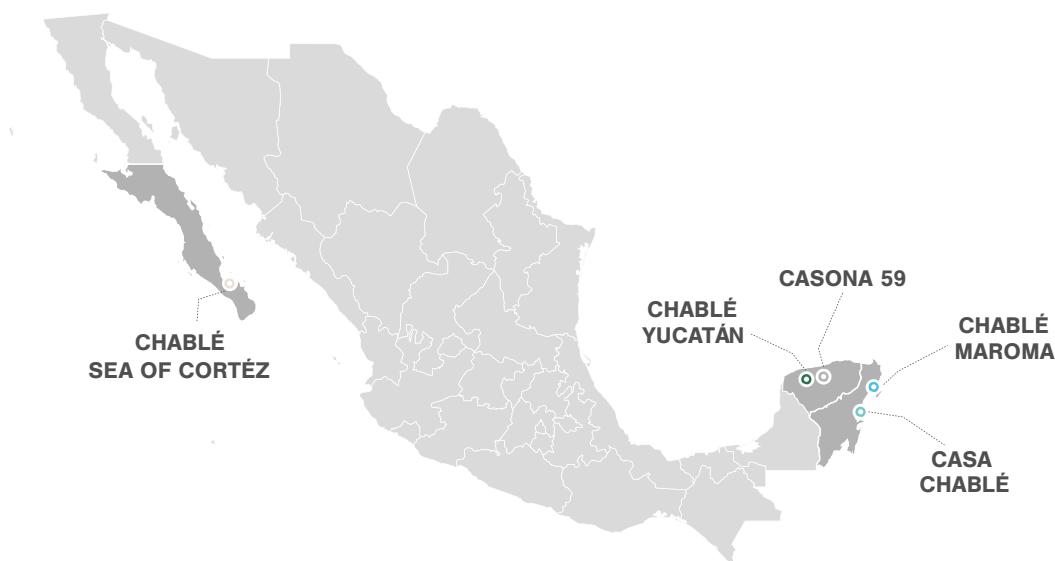 CASONA 59
CHABLÉ
YUCATÁN
CHABLÉ
MAROMA
CHABLÉ
SEA OF CORTÉZ
CASA
CHABLÉ